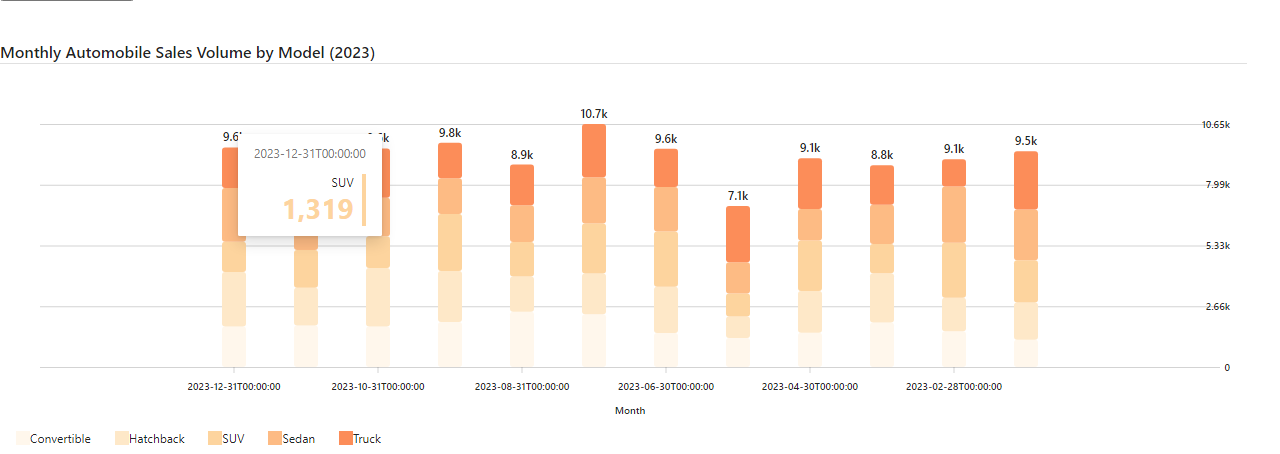 Monthly Automobile Sales Volume by Model (2023)
10.7k
10.65k
9.8k
9.6k
9.5k
9.1k
9.1k
8.9k
8.8k
2023-12-31T00:00:00
SUV
1,319
7.99k
7.1k
5.33k
2.66k
0
2023-12-31T00:00:00 2023-10-31T00:00:00 2023-08-31T00:00:00 2023-06-30T00:00:00 2023-04-30T00:00:00 2023-02-28T00:00:00
Month
Convertible Hatchback SUV Sedan Truck